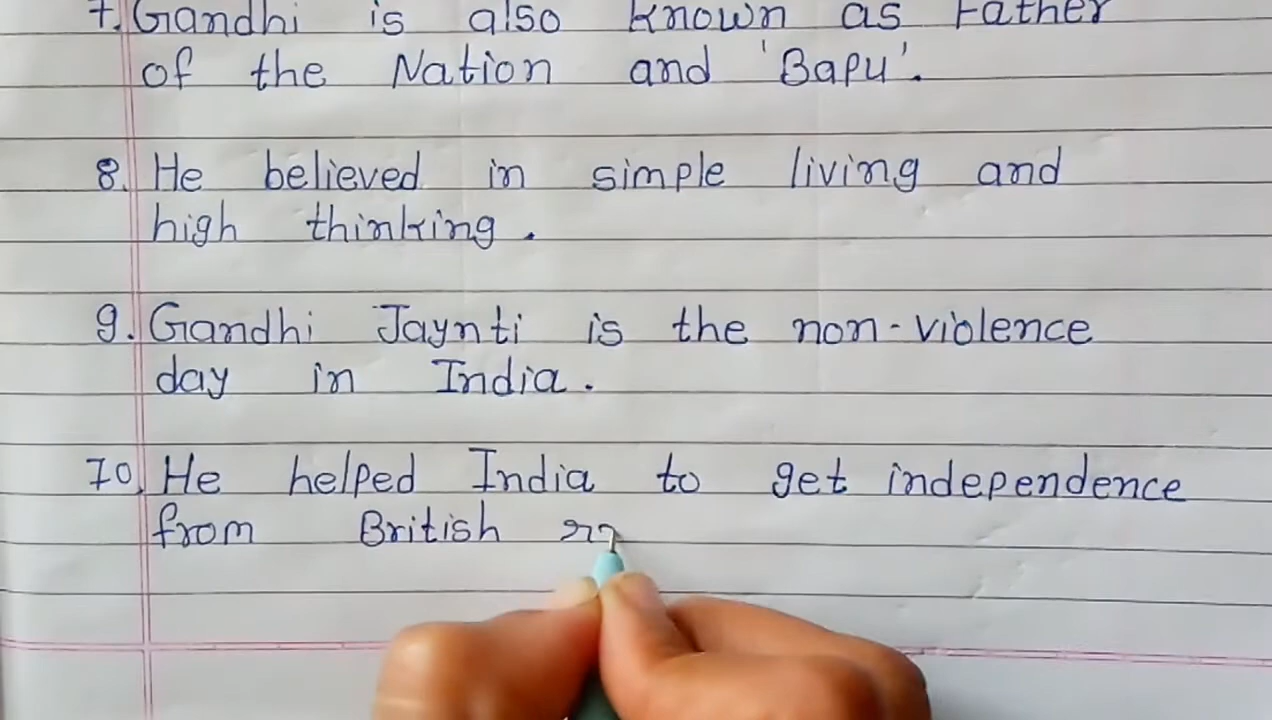 7. Gandhi is also known as Father
of the Nation and 'Bapu'.
8. He believed in simple living and
high thinking.
9. Gandhi Jaynti is the non-violence
day in India.
10. He helped India to get independence
from British